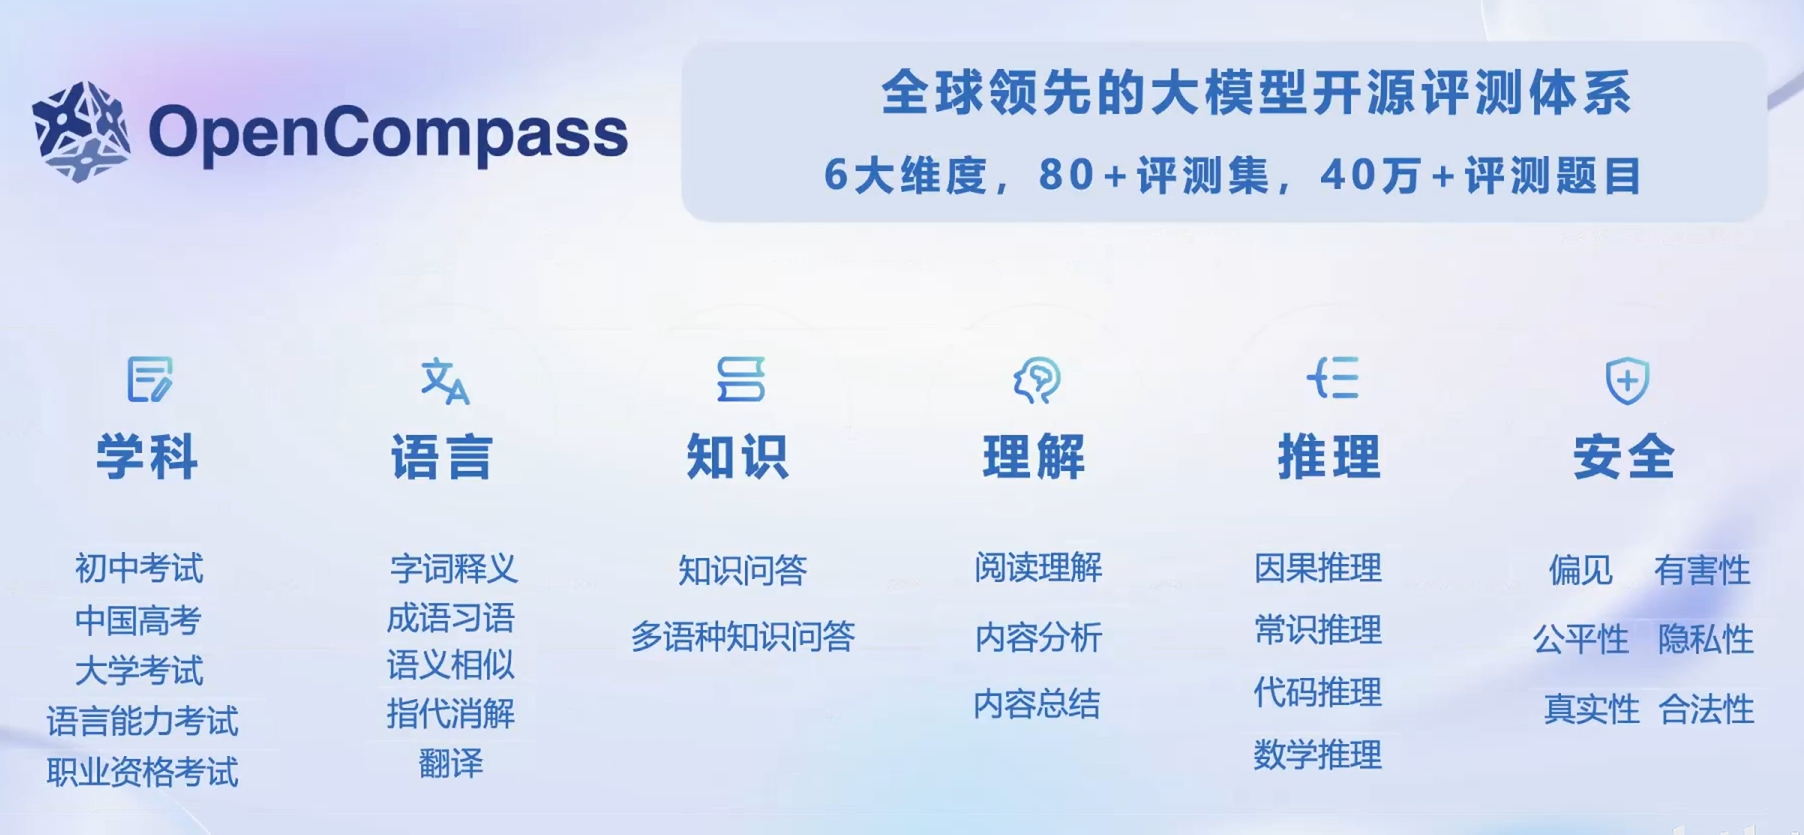 OpenCompass
全球领先的大模型开源评测体系
6大维度，80+评测集，40万+评测题目
学科
初中考试
中国高考
大学考试
语言能力考试
职业资格考试
语言
字词释义
成语习语
语义相似
指代消解
翻译
知识
知识问答
多语种知识问答
理解
阅读理解
内容分析
内容总结
推理
因果推理
常识推理
代码推理
数学推理
安全
偏见 有害性
公平性 隐私性
真实性 合法性